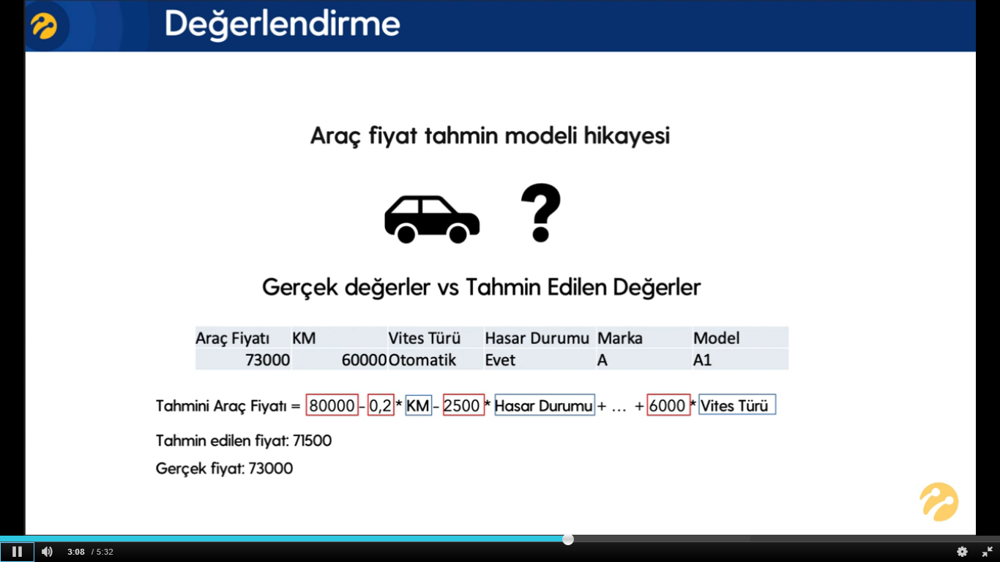 Değerlendirme
Araç fiyat tahmin modeli hikayesi
?
Gerçek değerler vs Tahmin Edilen Değerler
Araç Fiyatı KM Vites Türü Hasar Durumu Marka Model
73000 60000 Otomatik Evet A A1
Tahmini Araç Fiyatı = 80000 - 0,2 * KM - 2500 * Hasar Durumu + ... + 6000 * Vites Türü
Tahmin edilen fiyat: 71500
Gerçek fiyat: 73000
3:08 / 5:32